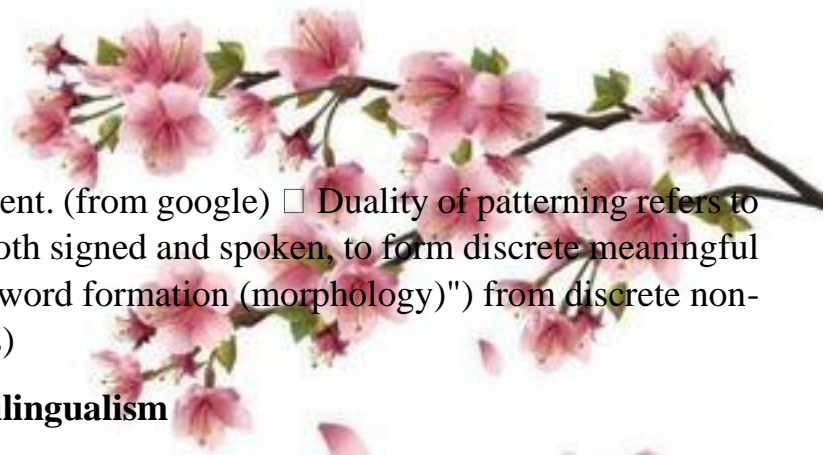 ent. (from google) □ Duality of patterning refers to
oth signed and spoken, to form discrete meaningful
word formation (morphology)") from discrete non-
)
ilingualism